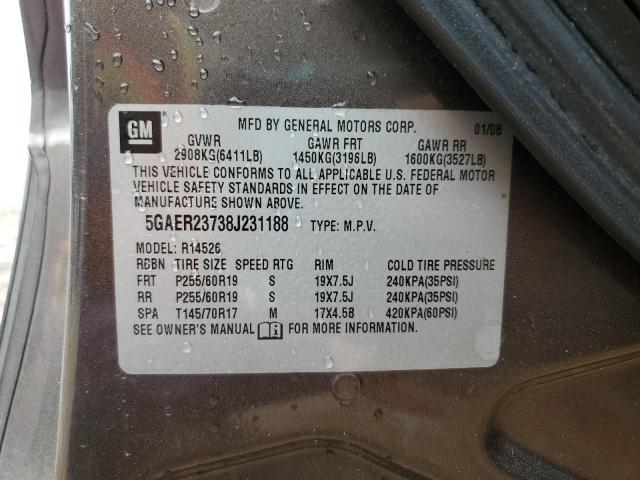 GM
MFD BY GENERAL MOTORS CORP. 01/08
GVWR GAWR FRT GAWR RR
2908KG(6411LB) 1450KG(3196LB) 1600KG(3527LB)
THIS VEHICLE CONFORMS TO ALL APPLICABLE U.S. FEDERAL MOTOR
VEHICLE SAFETY STANDARDS IN EFFECT ON THE DATE OF
MANUFACTURE SHOWN ABOVE.
5GAER23738J231188 TYPE: M.P.V.
MODEL: R14526
RDBN TIRE SIZE SPEED RTG RIM COLD TIRE PRESSURE
FRT P255/60R19 S 19X7.5J 240KPA(35PSI)
RR P255/60R19 S 19X7.5J 240KPA(35PSI)
SPA T145/70R17 M 17X4.5B 420KPA(60PSI)
SEE OWNER'S MANUAL FOR MORE INFORMATION.